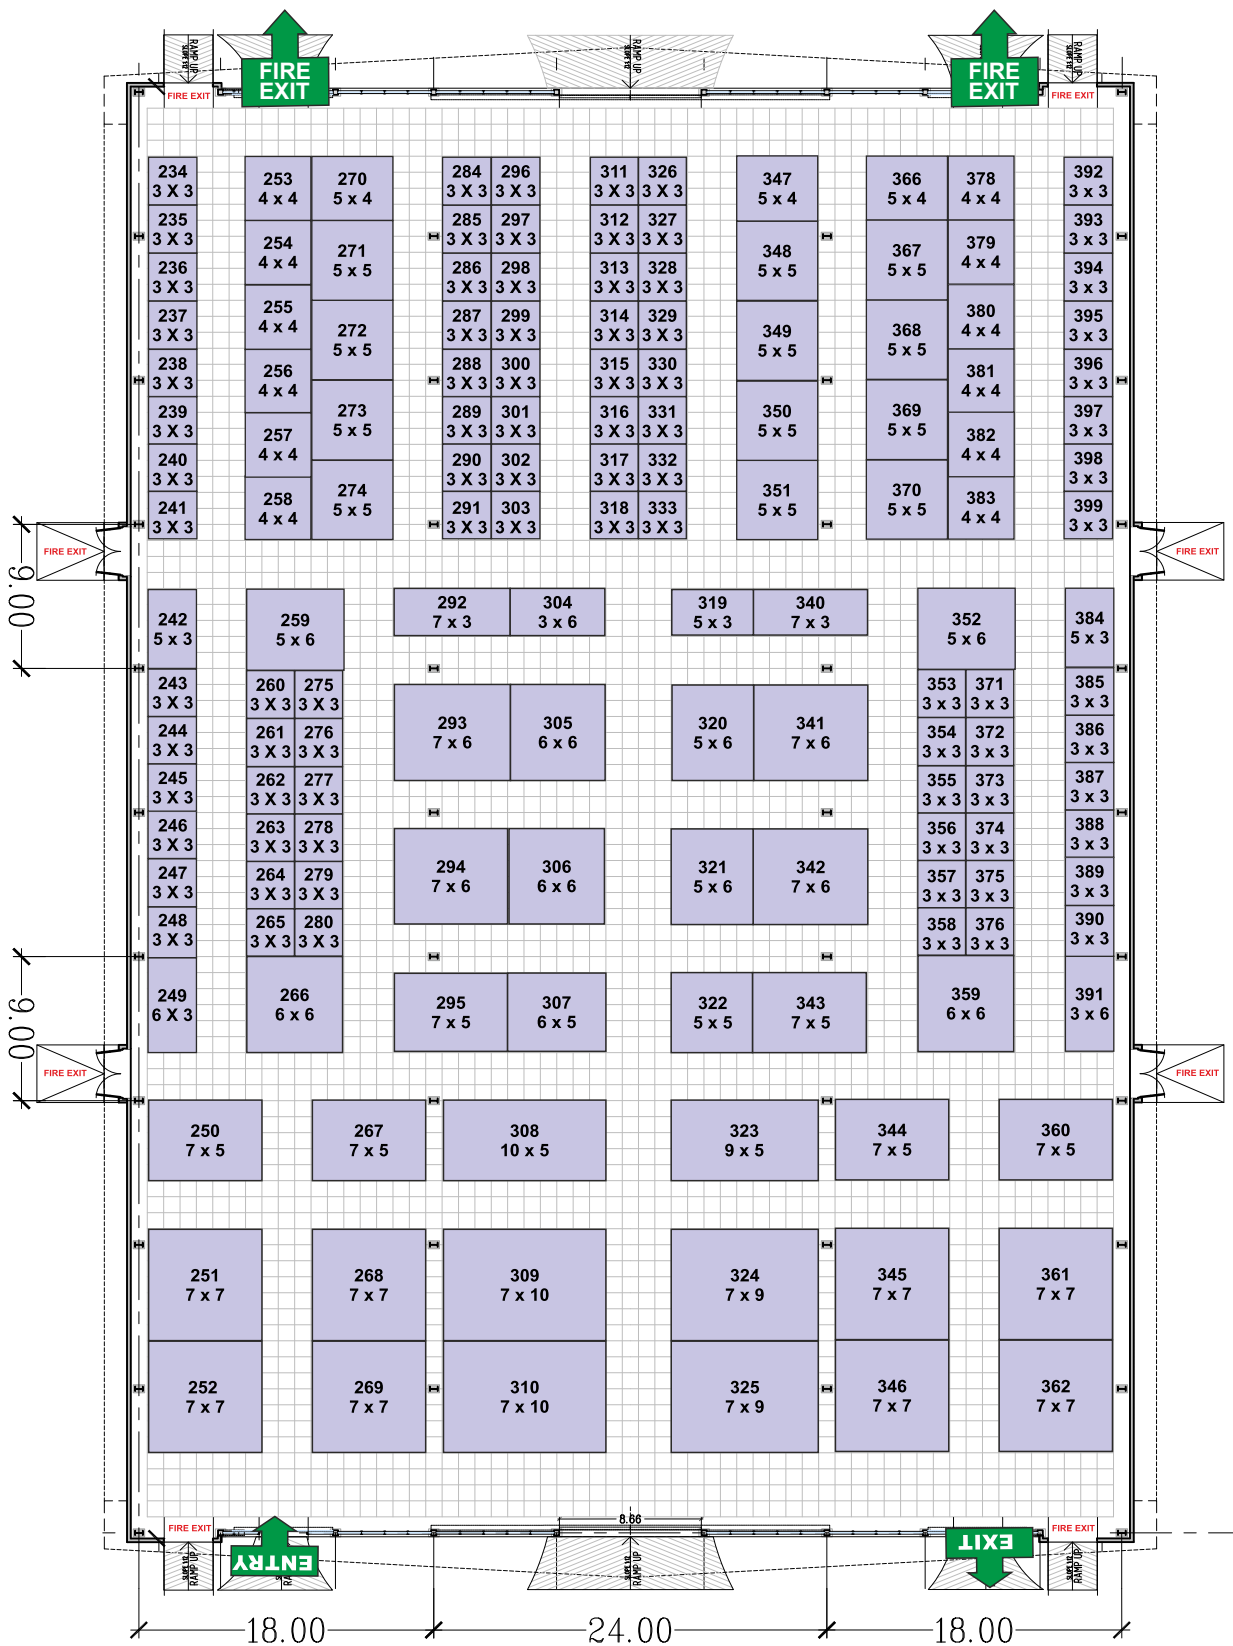 RAMP UP
SLOPE 1:12
FIRE
EXIT
RAMP UP
FIRE
EXIT
RAMP UP
SLOPE 1:12
FIRE EXIT
FIRE EXIT
234
3 X 3
235
3 X 3
236
3 X 3
237
3 X 3
238
3 X 3
239
3 X 3
240
3 X 3
241
3 X 3
253
4 x 4
254
4 x 4
255
4 x 4
256
4 x 4
257
4 x 4
258
4 x 4
270
5 x 4
271
5 x 5
272
5 x 5
273
5 x 5
274
5 x 5
284 296
3 X 3 3 X 3
285 297
3 X 3 3 X 3
286 298
3 X 3 3 X 3
287 299
3 X 3 3 X 3
288 300
3 X 3 3 X 3
289 301
3 X 3 3 X 3
290 302
3 X 3 3 X 3
291 303
3 X 3 3 X 3
311 326
3 X 3 3 X 3
312 327
3 X 3 3 X 3
313 328
3 X 3 3 X 3
314 329
3 X 3 3 X 3
315 330
3 X 3 3 X 3
316 331
3 X 3 3 X 3
317 332
3 X 3 3 X 3
318 333
3 X 3 3 X 3
347
5 x 4
348
5 x 5
349
5 x 5
350
5 x 5
351
5 x 5
366
5 x 4
367
5 x 5
368
5 x 5
369
5 x 5
370
5 x 5
378
4 x 4
379
4 x 4
380
4 x 4
381
4 x 4
382
4 x 4
383
4 x 4
392
3 x 3
393
3 x 3
394
3 x 3
395
3 x 3
396
3 x 3
397
3 x 3
398
3 x 3
399
3 x 3
FIRE EXIT
FIRE EXIT
9.00
242
5 x 3
243
3 X 3
244
3 X 3
245
3 X 3
246
3 X 3
247
3 X 3
248
3 X 3
249
6 X 3
259
5 x 6
260 275
3 X 3 3 X 3
261 276
3 X 3 3 X 3
262 277
3 X 3 3 X 3
263 278
3 X 3 3 X 3
264 279
3 X 3 3 X 3
265 280
3 X 3 3 X 3
266
6 x 6
292 304
7 x 3 3 x 6
293 305
7 x 6 6 x 6
294 306
7 x 6 6 x 6
295 307
7 x 5 6 x 5
319 340
5 x 3 7 x 3
320 341
5 x 6 7 x 6
321 342
5 x 6 7 x 6
322 343
5 x 5 7 x 5
352
5 x 6
353 371
3 x 3 3 x 3
354 372
3 x 3 3 x 3
355 373
3 x 3 3 x 3
356 374
3 x 3 3 x 3
357 375
3 x 3 3 x 3
358 376
3 x 3 3 x 3
359
6 x 6
384
5 x 3
385
3 x 3
386
3 x 3
387
3 x 3
388
3 x 3
389
3 x 3
390
3 x 3
391
3 x 6
9.00
FIRE EXIT
FIRE EXIT
250
7 x 5
267
7 x 5
308
10 x 5
323
9 x 5
344
7 x 5
360
7 x 5
251
7 x 7
268
7 x 7
309
7 x 10
324
7 x 9
345
7 x 7
361
7 x 7
252
7 x 7
269
7 x 7
310
7 x 10
325
7 x 9
346
7 x 7
362
7 x 7
8.66
FIRE EXIT
FIRE EXIT
ENTRY
EXIT
SLOPE 1:12
RAMP UP
SLOPE 1:12
RAMP UP
SLOPE 1:12
RAMP UP
18.00
24.00
18.00